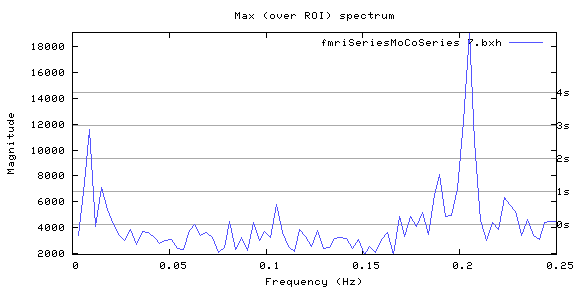 Max (over ROI) spectrum
fmriSeriesMoCoSeries 7.bxh
18000
16000
14000
12000
10000
8000
6000
4000
2000
Magnitude
4s
3s
2s
1s
0s
0
0.05
0.1
0.15
0.2
0.25
Frequency (Hz)